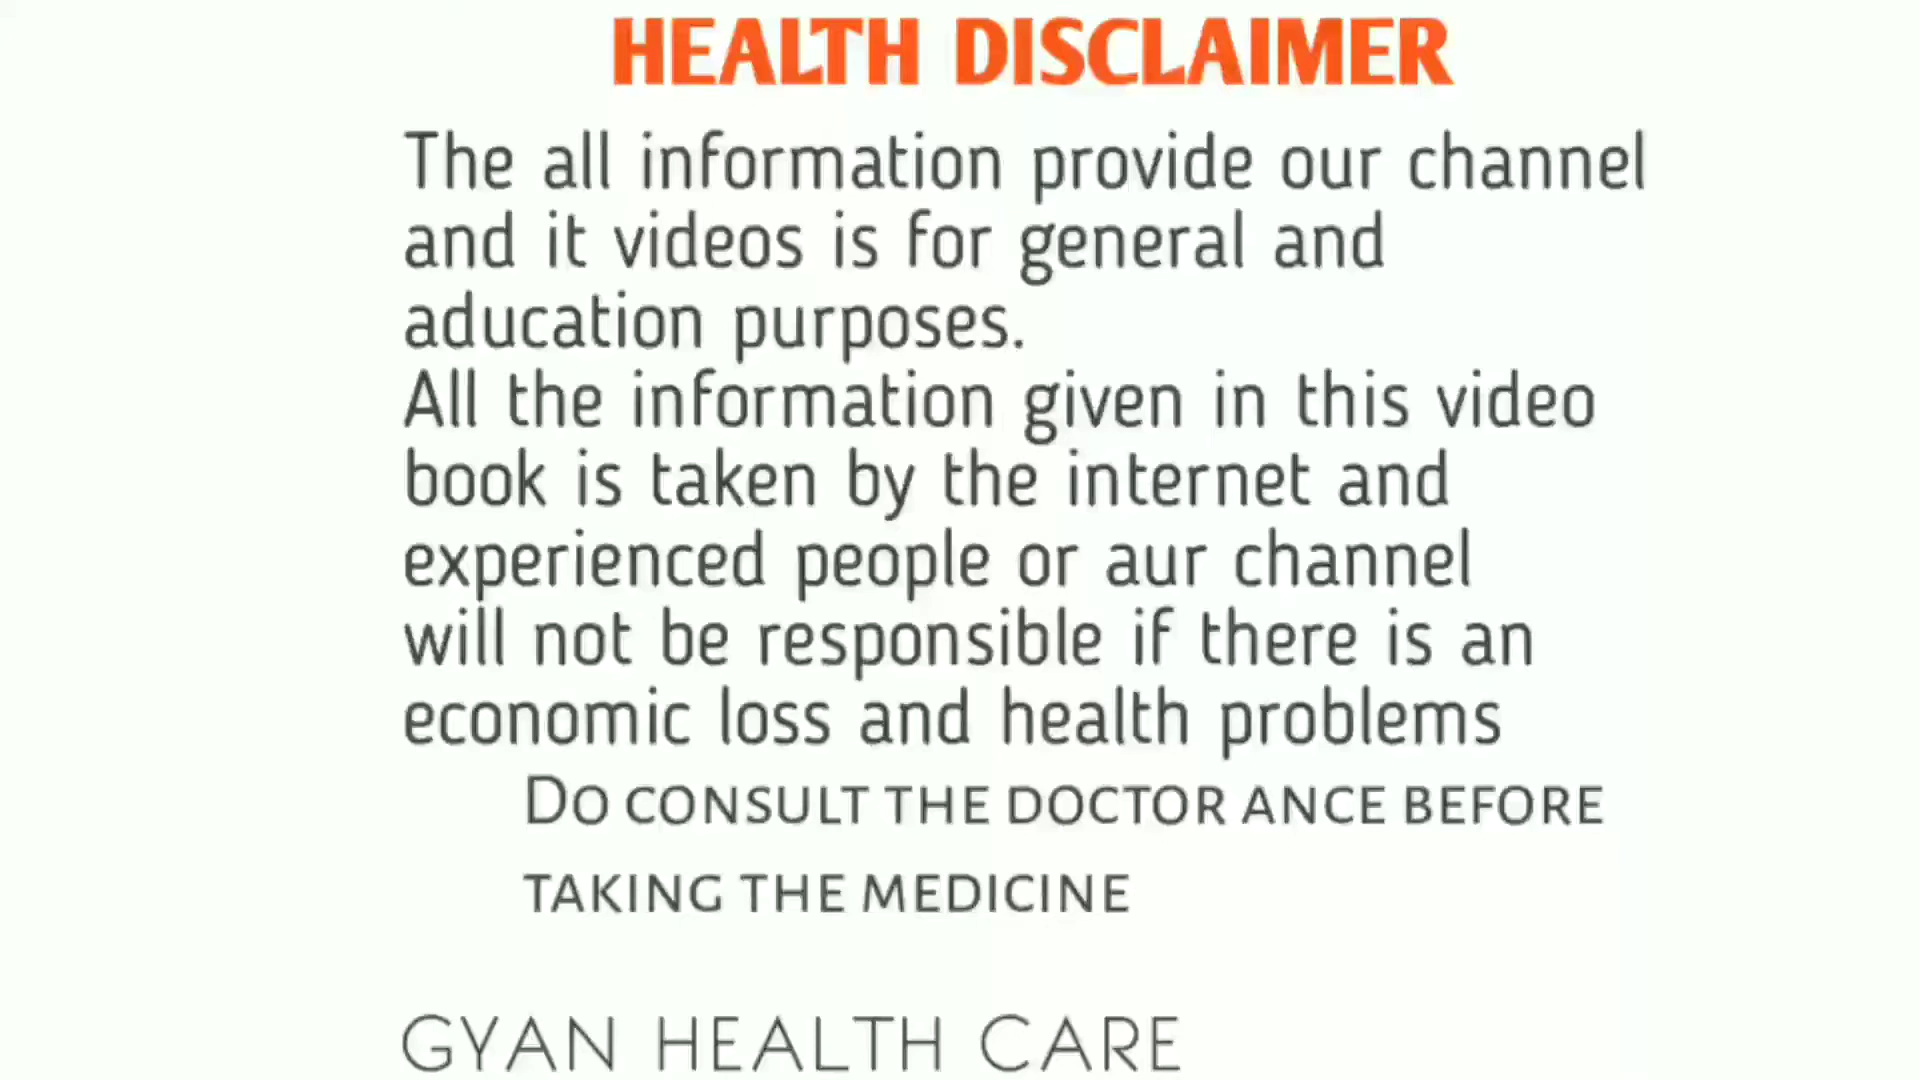 HEALTH DISCLAIMER
The all information provide our channel
and it videos is for general and
aducation purposes.
All the information given in this video
book is taken by the internet and
experienced people or aur channel
will not be responsible if there is an
economic loss and health problems
DO CONSULT THE DOCTOR ANCE BEFORE
TAKING THE MEDICINE
GYAN HEALTH CARE